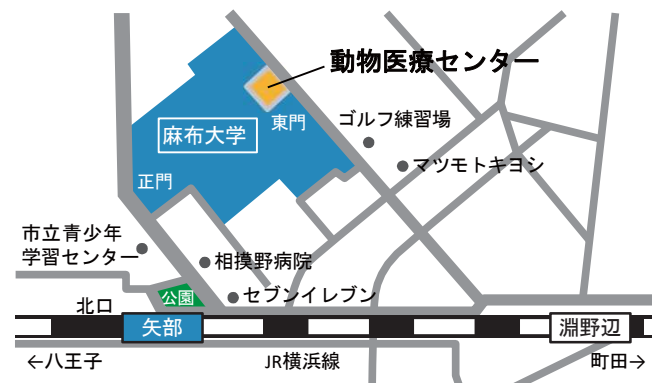 動物医療センター
ゴルフ練習場
東門
麻布大学
マツモトキヨシ
正門
市立青少年
学習センター
相摸野病院
公園
セブンイレブン
北口
矢部
淵野辺
←八王子
JR横浜線
町田→